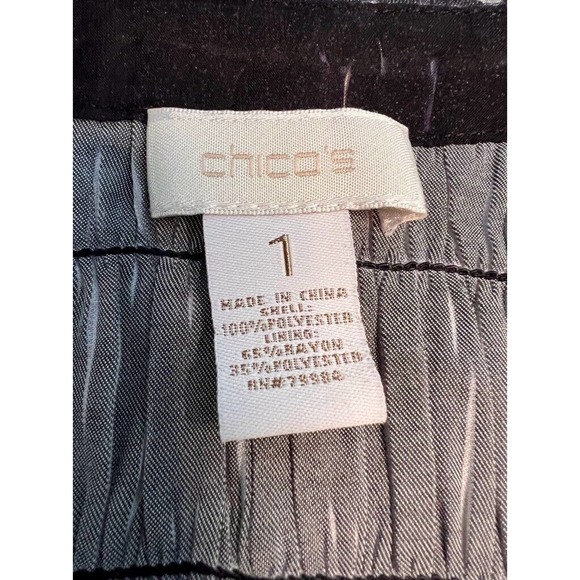 chico's
1
MADE IN CHINA
SHELL:
100%POLYESTER
LINING:
65%RAYON
35%POLYESTER
RN#79984